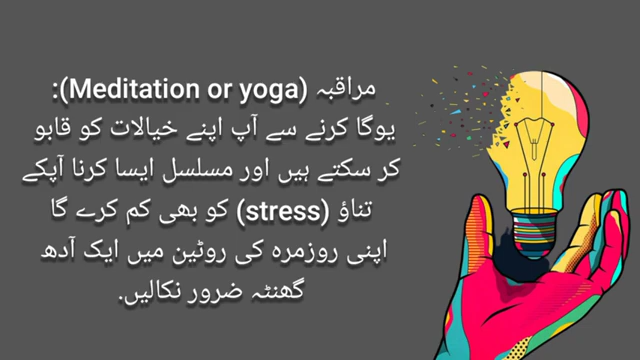 مراقبہ (Meditation or yoga):
یوگا کرنے سے آپ اپنے خیالات کو قابو
کر سکتے ہیں اور مسلسل ایسا کرنا آپکے
تناؤ (stress) کو بھی کم کرے گا
اپنی روزمرہ کی روٹین میں ایک آدھ
گھنٹہ ضرور نکالیں.